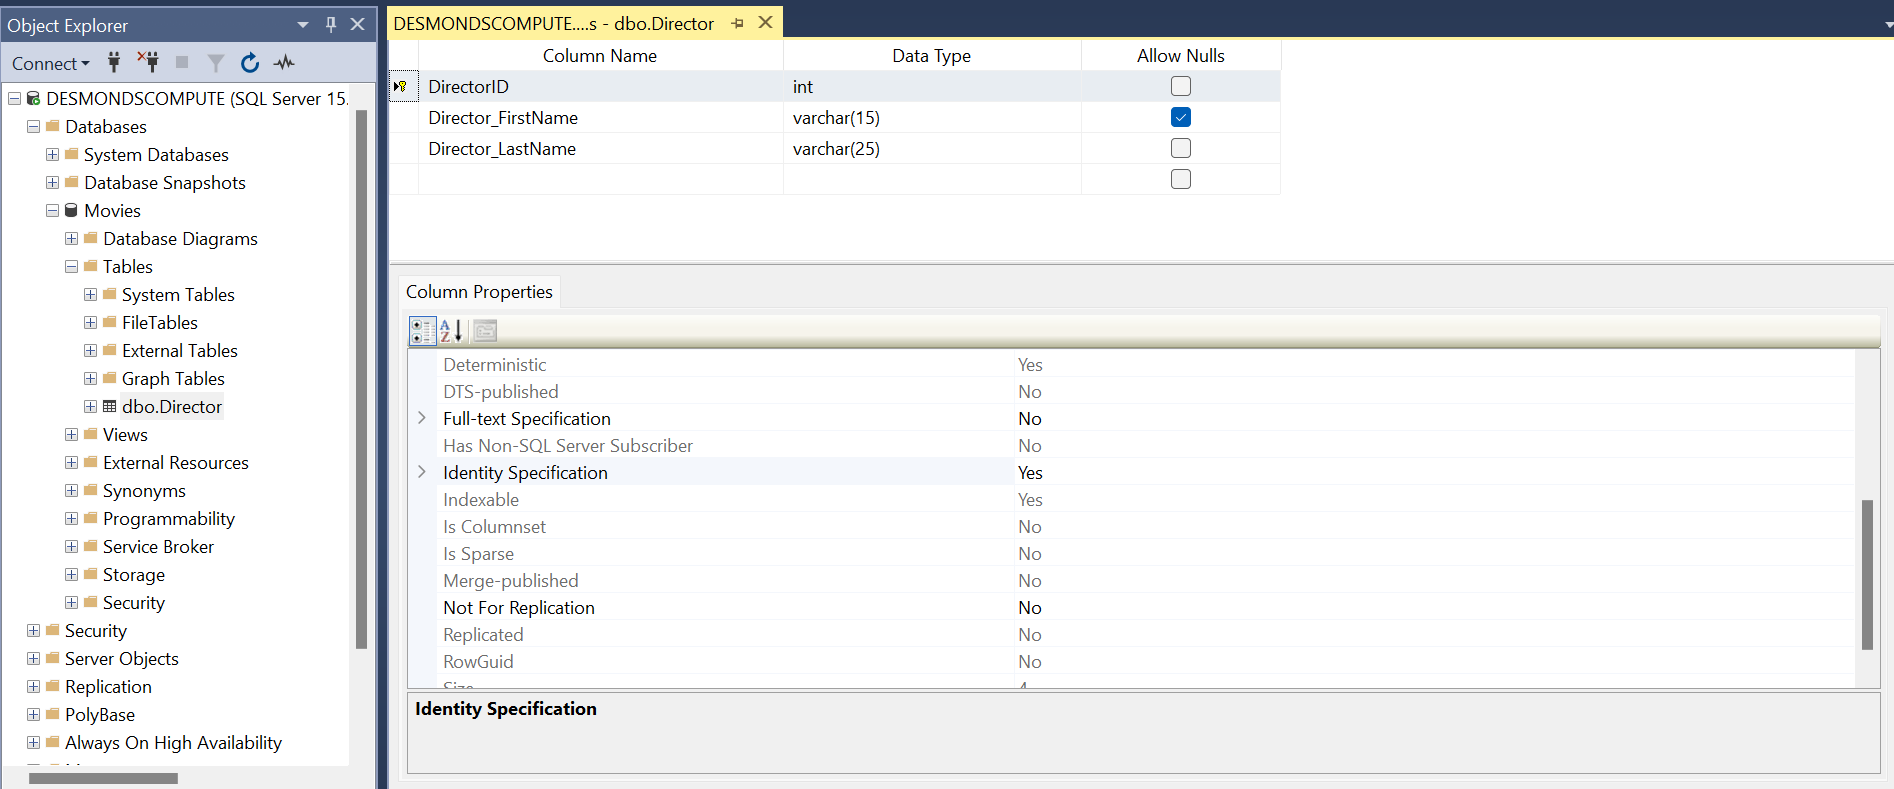 Object Explorer
Connect
DESMONDSCOMPUTE (SQL Server 15.
Databases
System Databases
Database Snapshots
Movies
Database Diagrams
Tables
System Tables
FileTables
External Tables
Graph Tables
dbo.Director
Views
External Resources
Synonyms
Programmability
Service Broker
Storage
Security
Security
Server Objects
Replication
PolyBase
Always On High Availability
DESMONDSCOMPUTE....s - dbo.Director
Column Name Data Type Allow Nulls
DirectorID int
Director_FirstName varchar(15)
Director_LastName varchar(25)
Column Properties
Deterministic Yes
DTS-published No
Full-text Specification No
Has Non-SQL Server Subscriber No
Identity Specification Yes
Indexable Yes
Is Columnset No
Is Sparse No
Merge-published No
Not For Replication No
Replicated No
RowGuid No
Size 4
Identity Specification